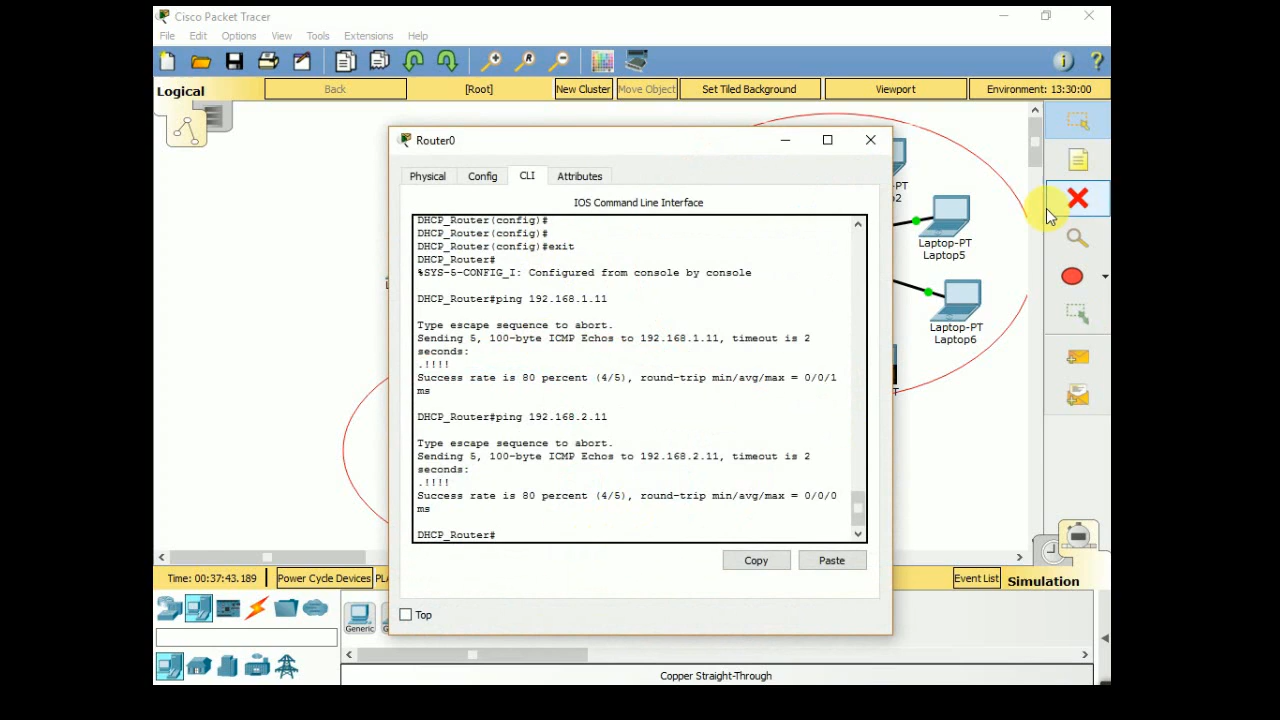 Cisco Packet Tracer
File Edit Options View Tools Extensions Help
Logical Back [Root] New Cluster Move Object Set Tiled Background Viewport Environment: 13:30:00
Router0
Physical Config CLI Attributes
IOS Command Line Interface
DHCP_Router(config)#
DHCP_Router(config)#
DHCP_Router(config)#exit
DHCP_Router#
%SYS-5-CONFIG_I: Configured from console by console
DHCP_Router#ping 192.168.1.11
Type escape sequence to abort.
Sending 5, 100-byte ICMP Echos to 192.168.1.11, timeout is 2
seconds:
.!!!!
Success rate is 80 percent (4/5), round-trip min/avg/max = 0/0/1
ms
DHCP_Router#ping 192.168.2.11
Type escape sequence to abort.
Sending 5, 100-byte ICMP Echos to 192.168.2.11, timeout is 2
seconds:
.!!!!
Success rate is 80 percent (4/5), round-trip min/avg/max = 0/0/0
ms
DHCP_Router#
Copy Paste
Top
PT
2
Laptop-PT
Laptop5
Laptop-PT
Laptop6
Time: 00:37:43.189 Power Cycle Devices PL Event List Simulation
Generic G
Copper Straight-Through